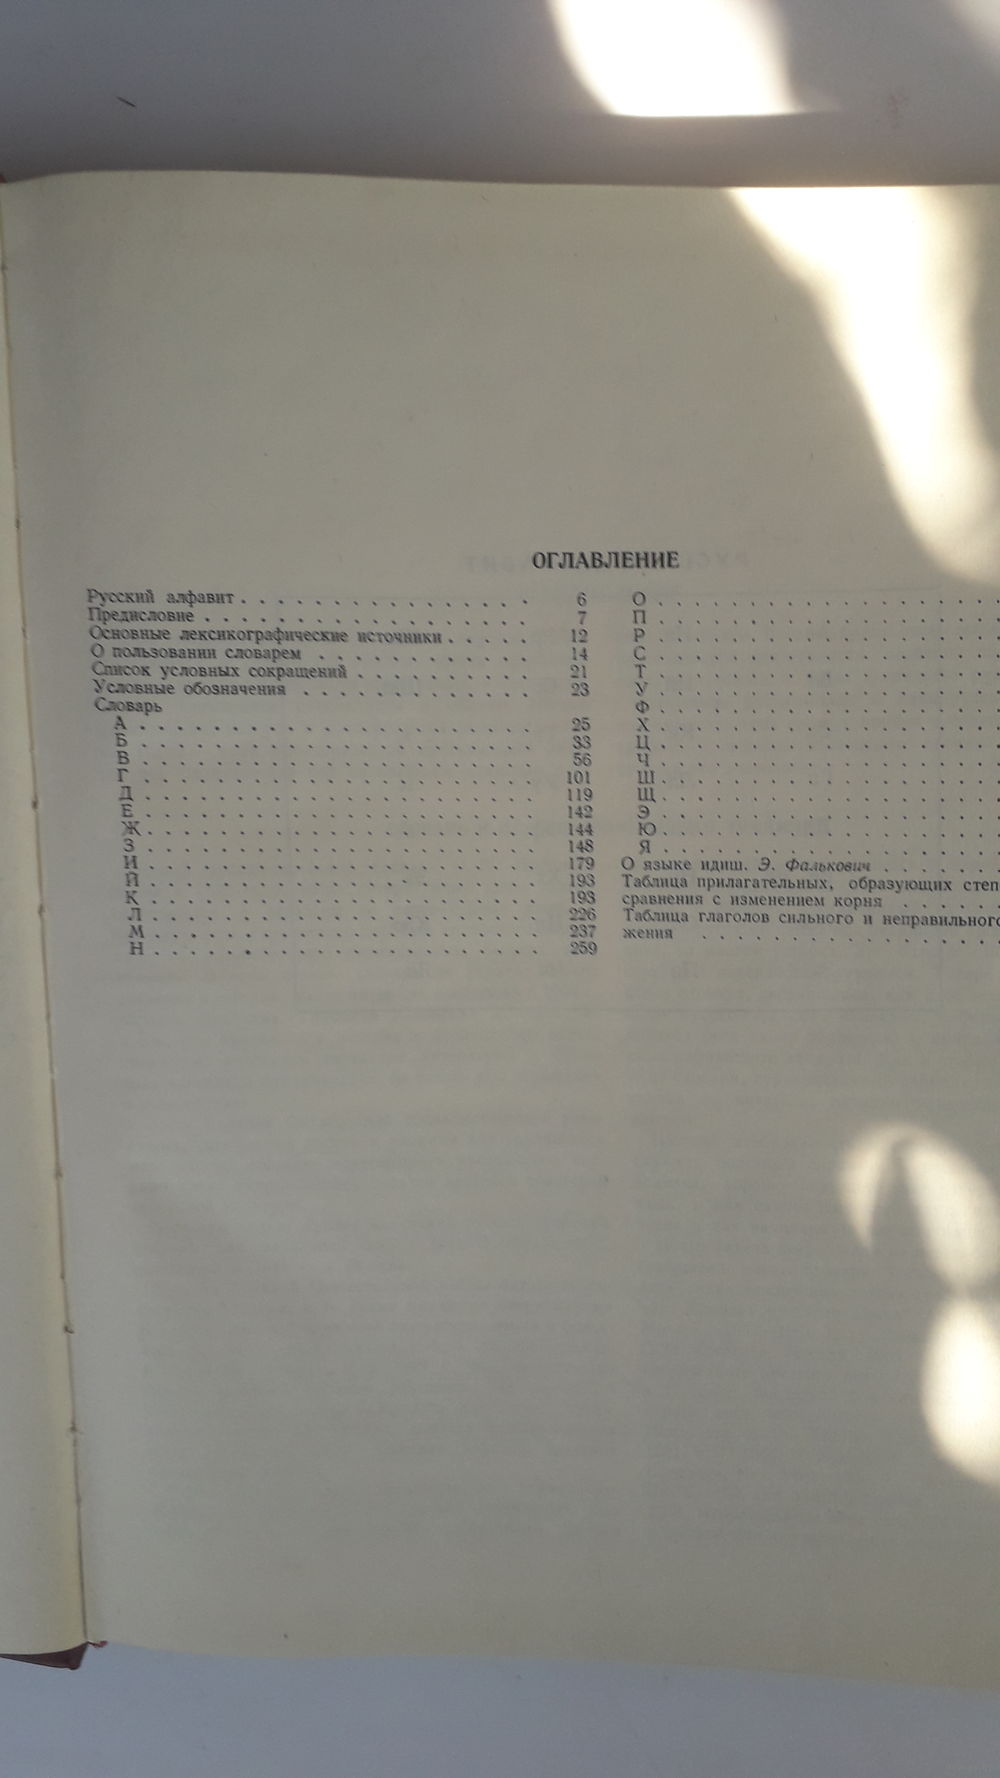 ОГЛАВЛЕНИЕ
Русский алфавит . . . . . . . . . . . . . . . . 6
Предисловие . . . . . . . . . . . . . . . . . 7
Основные лексикографические источники . . . . . 12
О пользовании словарем . . . . . . . . . . . . 14
Список условных сокращений . . . . . . . . . . 21
Условные обозначения . . . . . . . . . . . . 23
Словарь
А . . . . . . . . . . . . . . . . . 25
Б . . . . . . . . . . . . . . . . . 33
В . . . . . . . . . . . . . . . . . 56
Г . . . . . . . . . . . . . . . . . 101
Д . . . . . . . . . . . . . . . . . 119
Е . . . . . . . . . . . . . . . . . 142
Ж . . . . . . . . . . . . . . . . . 144
З . . . . . . . . . . . . . . . . . 148
И . . . . . . . . . . . . . . . . . 179
Й . . . . . . . . . . . . . . . . . 193
К . . . . . . . . . . . . . . . . . 193
Л . . . . . . . . . . . . . . . . . 226
М . . . . . . . . . . . . . . . . . 237
Н . . . . . . . . . . . . . . . . . 259
О . . . . . . . . . . . . . . .
П . . . . . . . . . . . . . . .
Р . . . . . . . . . . . . . . .
С . . . . . . . . . . . . . . .
Т . . . . . . . . . . . . . . .
У . . . . . . . . . . . . . . .
Ф . . . . . . . . . . . . . . .
Х . . . . . . . . . . . . . . .
Ц . . . . . . . . . . . . . . .
Ч . . . . . . . . . . . . . . .
Ш . . . . . . . . . . . . . . .
Щ . . . . . . . . . . . . . . .
Э . . . . . . . . . . . . . . .
Ю . . . . . . . . . . . . . . .
Я . . . . . . . . . . . . . . .
О языке идиш. Э. Фалькович . . . . . . .
Таблица прилагательных, образующих степ
сравнения с изменением корня . . . . . .
Таблица глаголов сильного и неправильного
жения . . . . . . . . . . . . . .